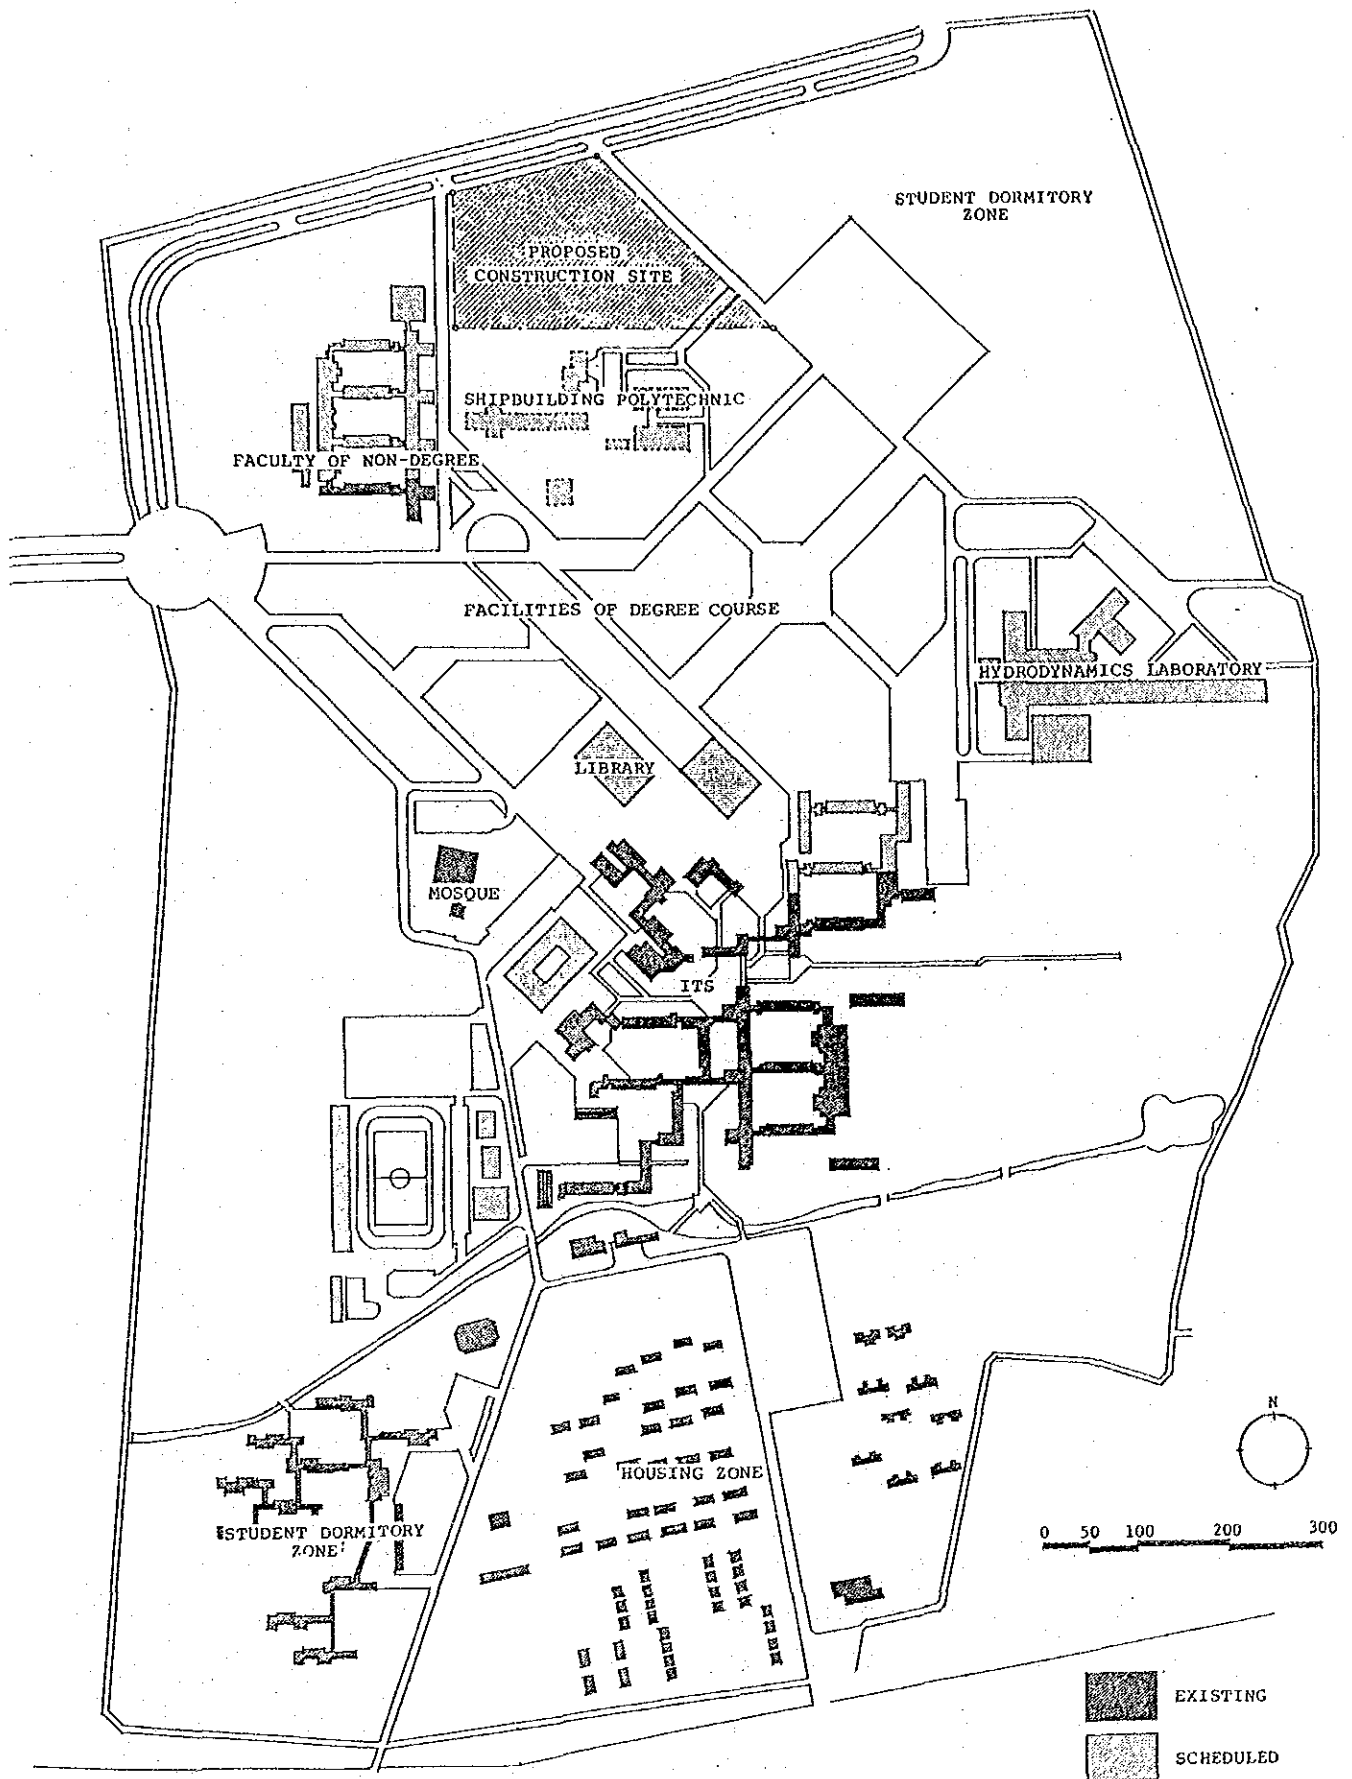 STUDENT DORMITORY
ZONE
PROPOSED
CONSTRUCTION SITE
SHIPBUILDING POLYTECHNIC
FACULTY OF NON-DEGREE
FACILITIES OF DEGREE COURSE
HYDRODYNAMICS LABORATORY
LIBRARY
MOSQUE
ITS
N
HOUSING ZONE
STUDENT DORMITORY
ZONE
0 50 100 200 300
EXISTING
SCHEDULED